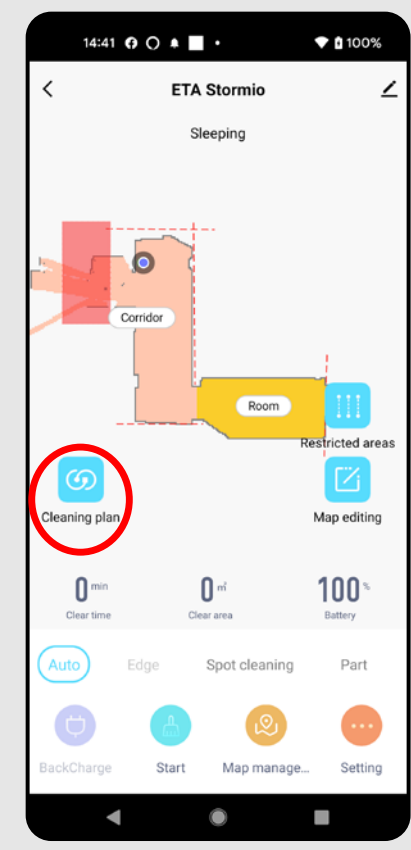 14:41 100%
ETA Stormio
Sleeping
Corridor
Room
Restricted areas
Cleaning plan
Map editing
0 min
0 ㎡
100 %
Clear time
Clear area
Battery
Auto
Edge
Spot cleaning
Part
BackCharge
Start
Map manage...
Setting